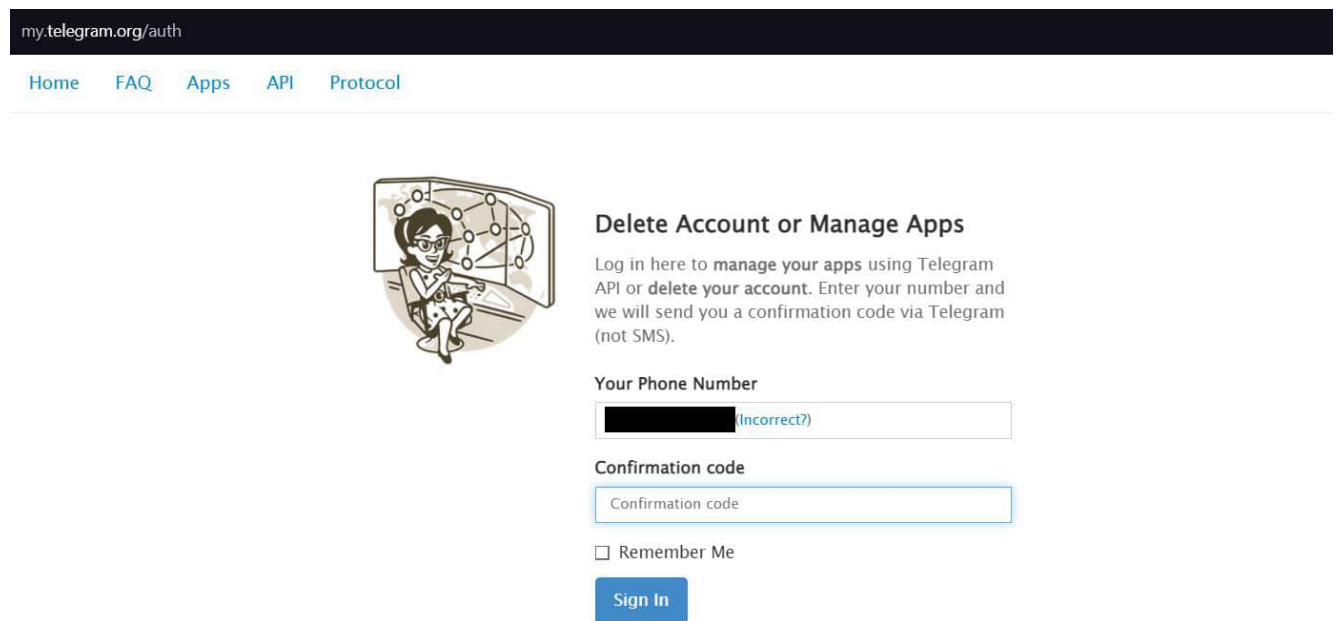 my.telegram.org/auth
Home FAQ Apps API Protocol
Delete Account or Manage Apps
Log in here to manage your apps using Telegram
API or delete your account. Enter your number and
we will send you a confirmation code via Telegram
(not SMS).
Your Phone Number
(Incorrect?)
Confirmation code
Confirmation code
Remember Me
Sign In